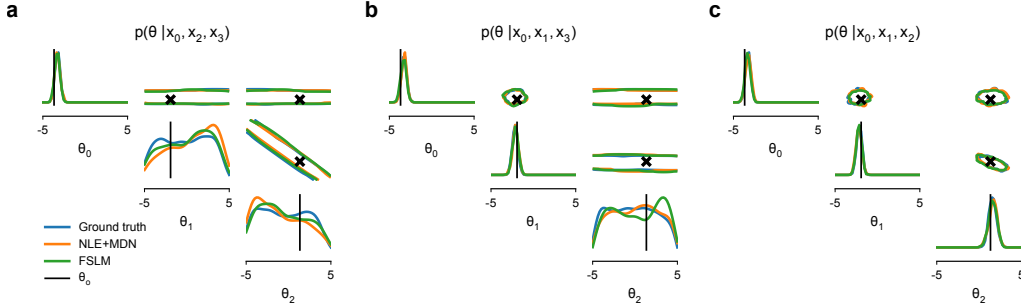 a
b
c
p(θ |x₀, x₂, x₃)
p(θ |x₀, x₁, x₃)
p(θ |x₀, x₁, x₂)
-5 5
θ₀
-5 5
θ₀
-5 5
θ₀
-5 5
θ₁
-5 5
θ₁
-5 5
θ₁
Ground truth
NLE+MDN
FSLM
θₒ
-5 5
θ₂
-5 5
θ₂
-5 5
θ₂